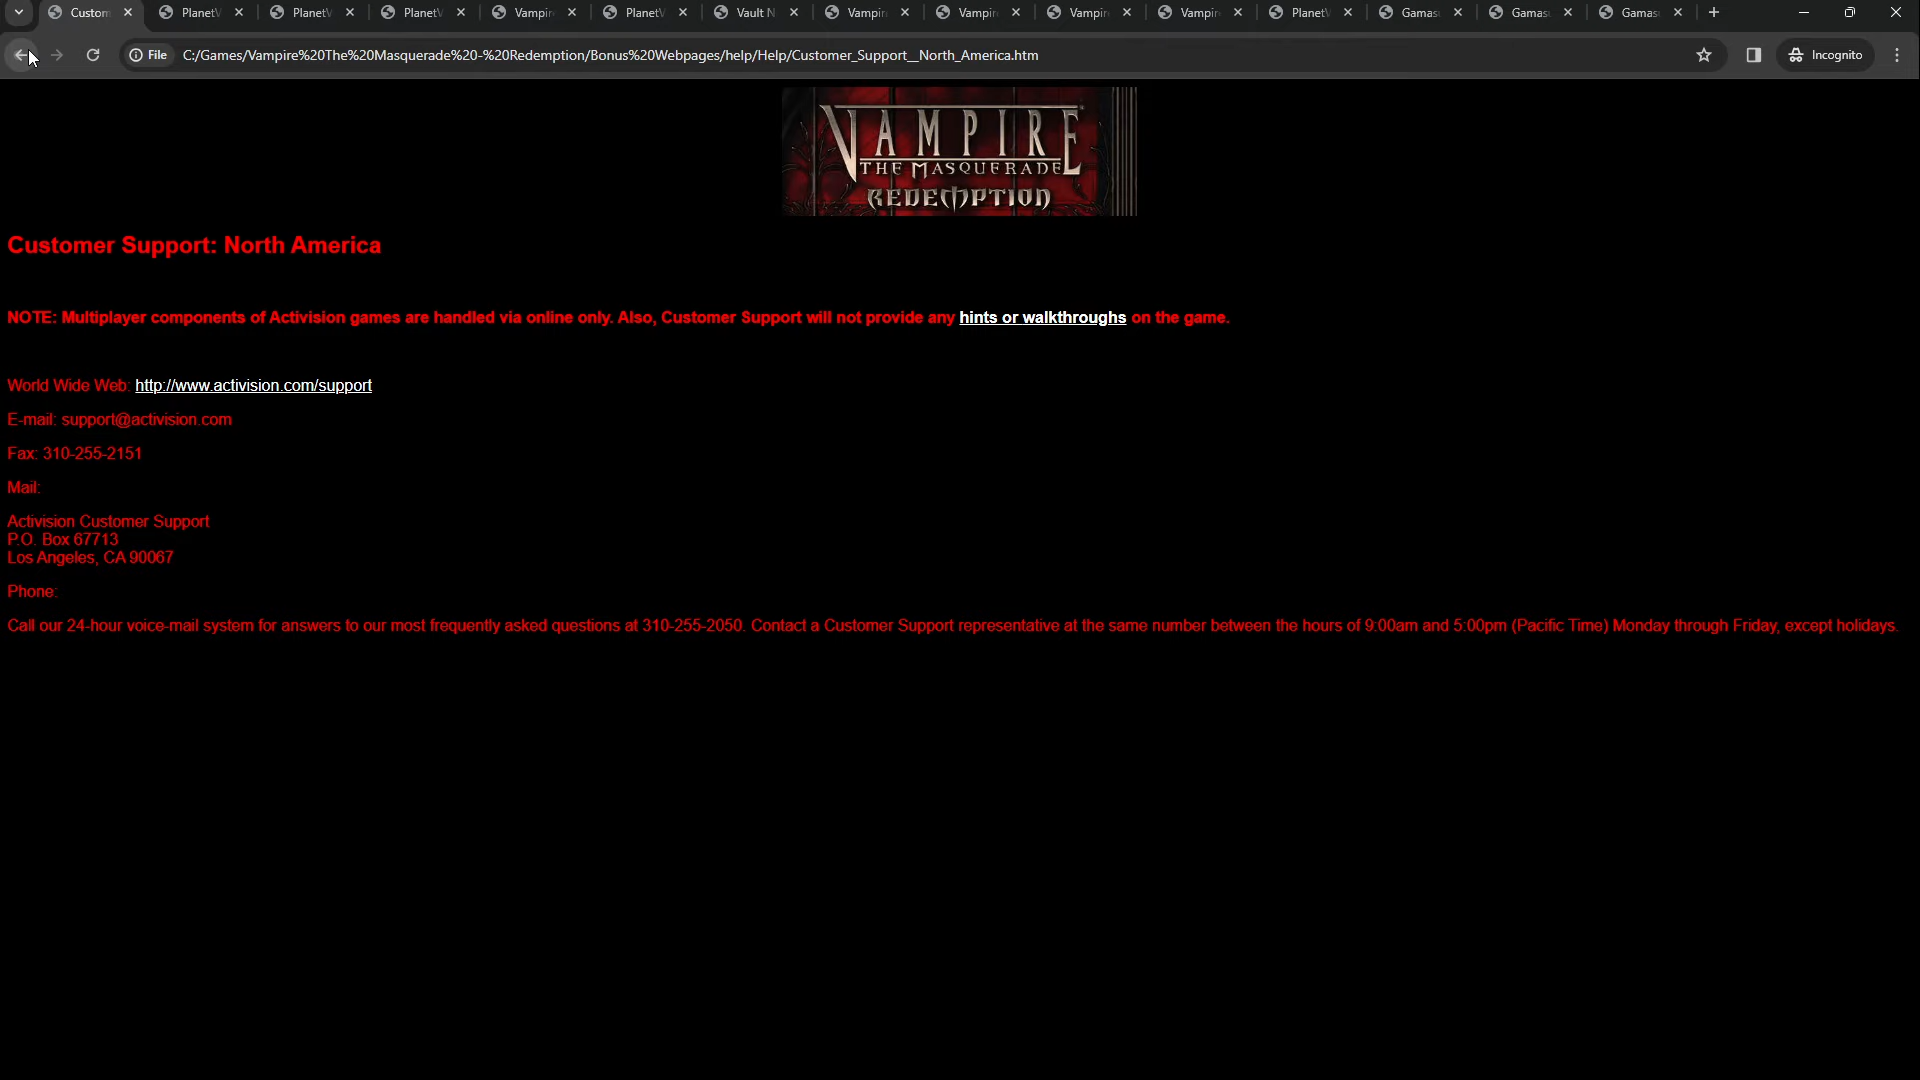 Custom
PlanetV
PlanetV
PlanetV
Vampir
PlanetV
Vault N
Vampir
Vampir
Vampir
Vampir
PlanetV
Gamas
Gamas
Gamas
File
C:/Games/Vampire%20The%20Masquerade%20-%20Redemption/Bonus%20Webpages/help/Help/Customer_Support__North_America.htm
Incognito
VAMPIRE
THE MASQUERADE
REDEMPTION
Customer Support: North America
NOTE: Multiplayer components of Activision games are handled via online only. Also, Customer Support will not provide any hints or walkthroughs on the game.
World Wide Web: http://www.activision.com/support
E-mail: support@activision.com
Fax: 310-255-2151
Mail:
Activision Customer Support
P.O. Box 67713
Los Angeles, CA 90067
Phone:
Call our 24-hour voice-mail system for answers to our most frequently asked questions at 310-255-2050. Contact a Customer Support representative at the same number between the hours of 9:00am and 5:00pm (Pacific Time) Monday through Friday, except holidays.